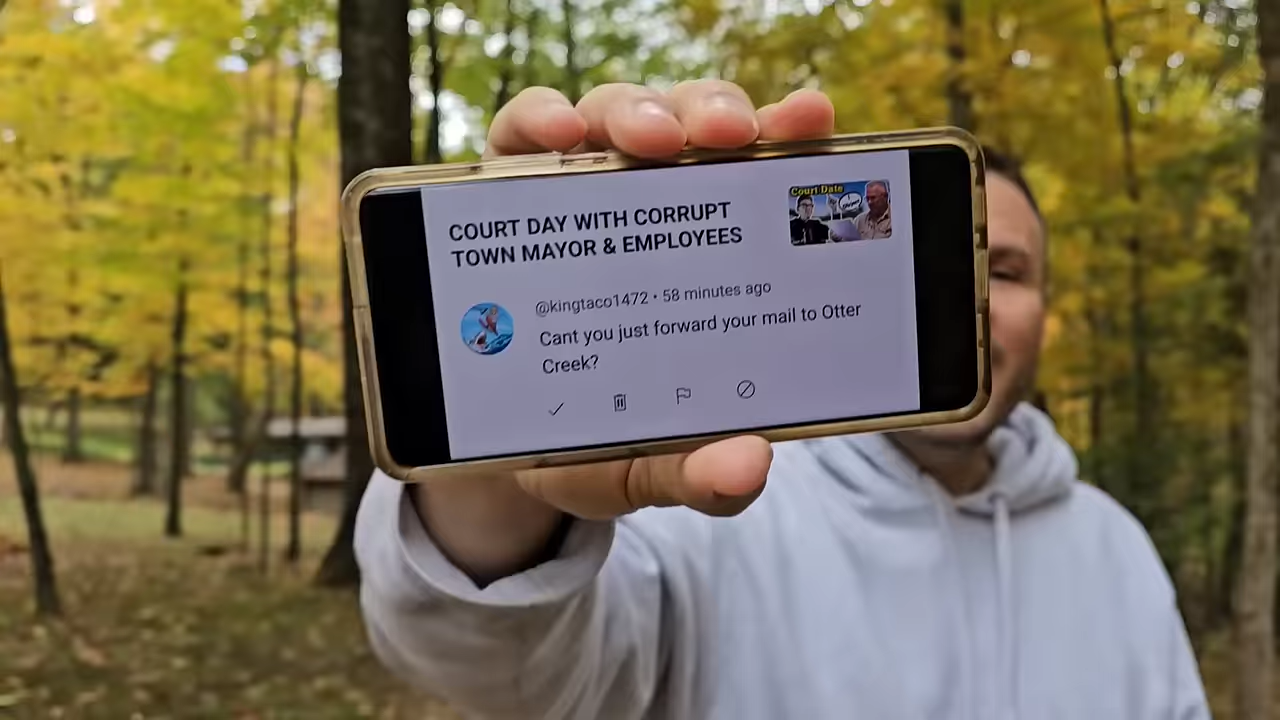 COURT DAY WITH CORRUPT
TOWN MAYOR & EMPLOYEES
Court Date
@kingtaco1472 • 58 minutes ago
Cant you just forward your mail to Otter
Creek?